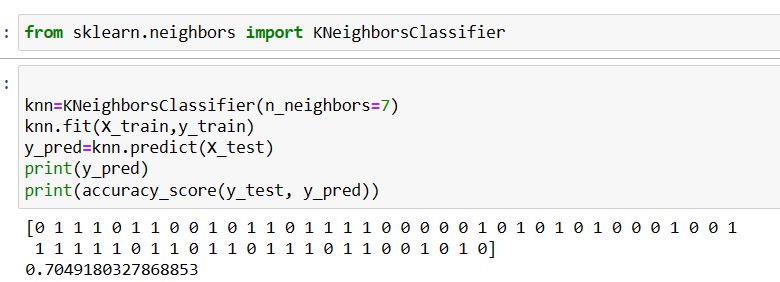 : from sklearn.neighbors import KNeighborsClassifier
:
knn=KNeighborsClassifier(n_neighbors=7)
knn.fit(X_train,y_train)
y_pred=knn.predict(X_test)
print(y_pred)
print(accuracy_score(y_test, y_pred))
[0 1 1 1 0 1 1 0 0 1 0 1 1 0 1 1 1 1 0 0 0 0 0 1 0 1 0 1 0 1 0 0 0 1 0 0 1
1 1 1 1 1 0 1 1 0 1 1 0 1 1 1 0 1 1 0 0 1 0 1 0]
0.7049180327868853